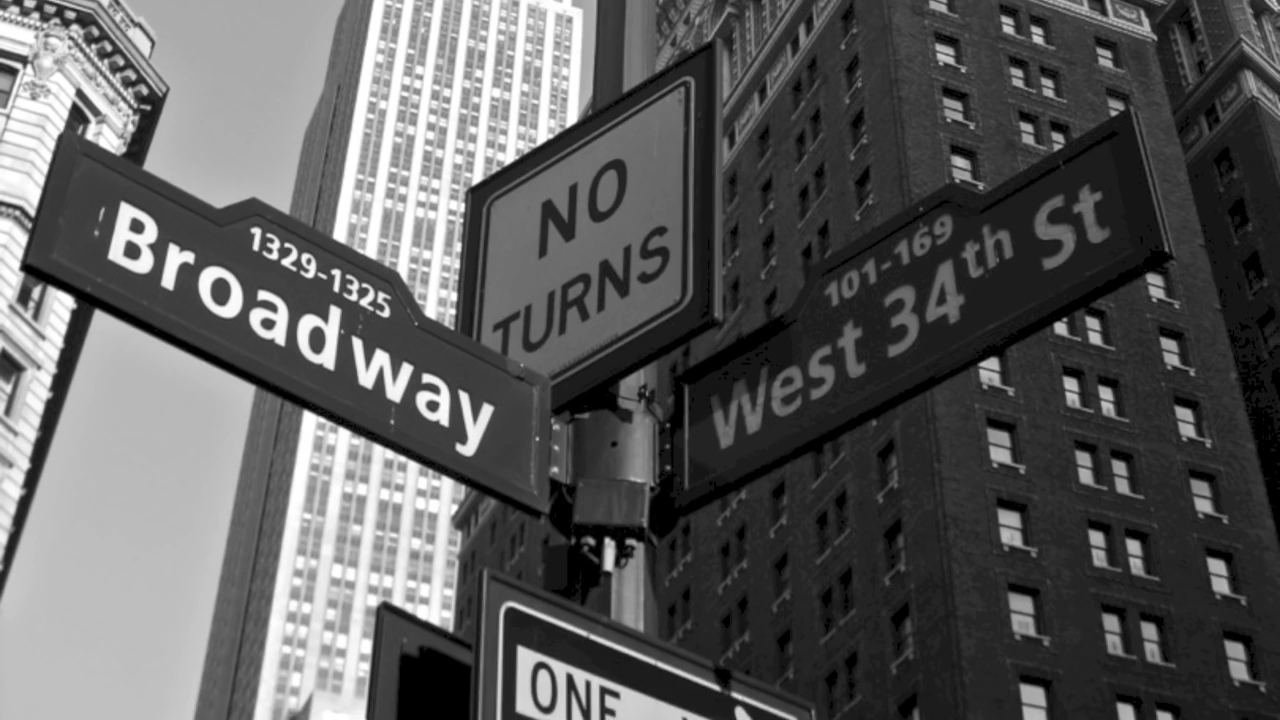 1329-1325
Broadway
NO
TURNS
101-169
West 34th St
ONE